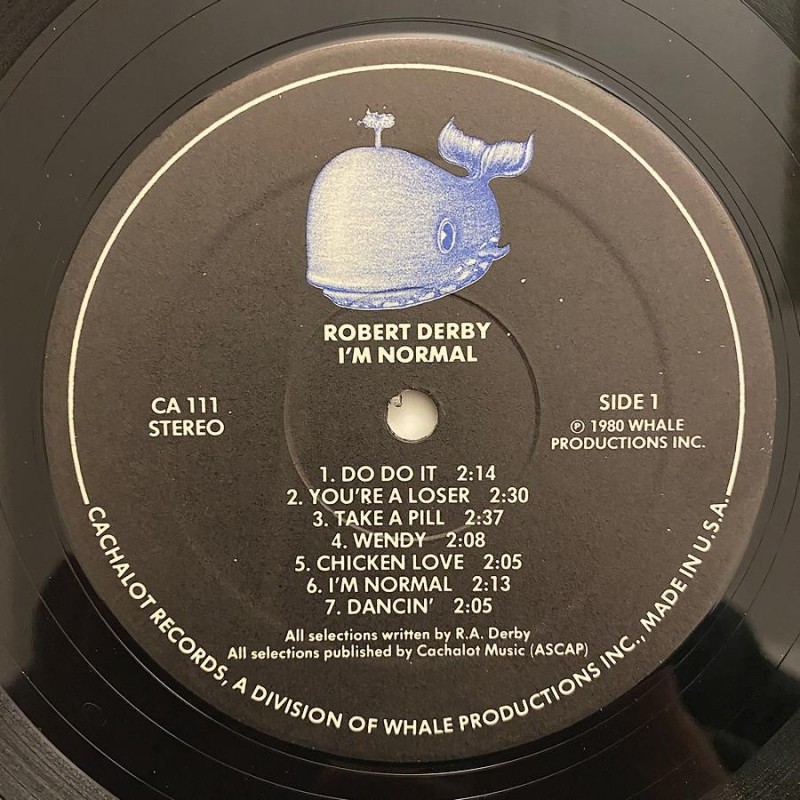 ROBERT DERBY
I'M NORMAL
CA 111
STEREO
SIDE 1
℗ 1980 WHALE
PRODUCTIONS INC.
1. DO DO IT 2:14
2. YOU'RE A LOSER 2:30
3. TAKE A PILL 2:37
4. WENDY 2:08
5. CHICKEN LOVE 2:05
6. I'M NORMAL 2:13
7. DANCIN' 2:05
All selections written by R.A. Derby
All selections published by Cachalot Music (ASCAP)
CACHALOT RECORDS, A DIVISION OF WHALE PRODUCTIONS INC., MADE IN U.S.A.